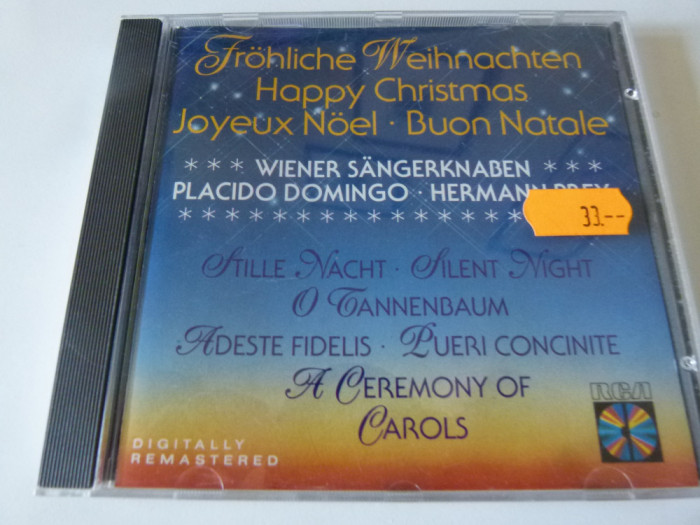 Fröhliche Weihnachten
Happy Christmas
Joyeux Nöel · Buon Natale
*** WIENER SÄNGERKNABEN ***
PLACIDO DOMINGO · HERMANN
33.--
STILLE NACHT · SILENT NIGHT
O TANNENBAUM
ADESTE FIDELIS · PUERI CONCINITE
A CEREMONY OF
CAROLS
RCA
DIGITALLY
REMASTERED